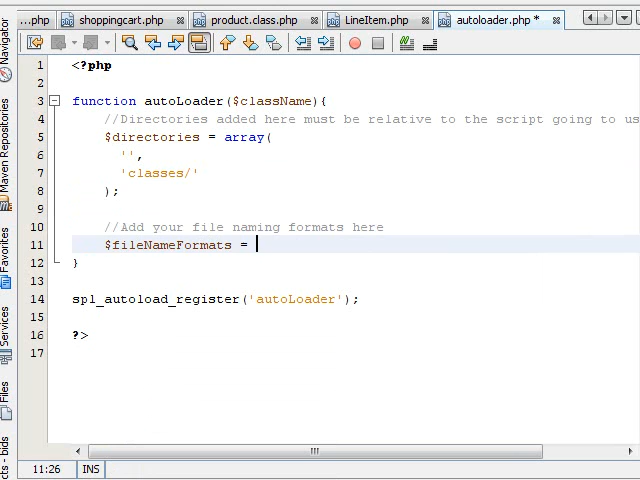 ...php shoppingcart.php product.class.php LineItem.php autoloader.php *
Navigator
Maven Repositories
Favorites
Services
Files
cts - bids
1 <?php
2
3 function autoLoader($className){
4 //Directories added here must be relative to the script going to us
5 $directories = array(
6 '',
7 'classes/'
8 );
9
10 //Add your file naming formats here
11 $fileNameFormats =
12 }
13
14 spl_autoload_register('autoLoader');
15
16 ?>
17
11:26 INS